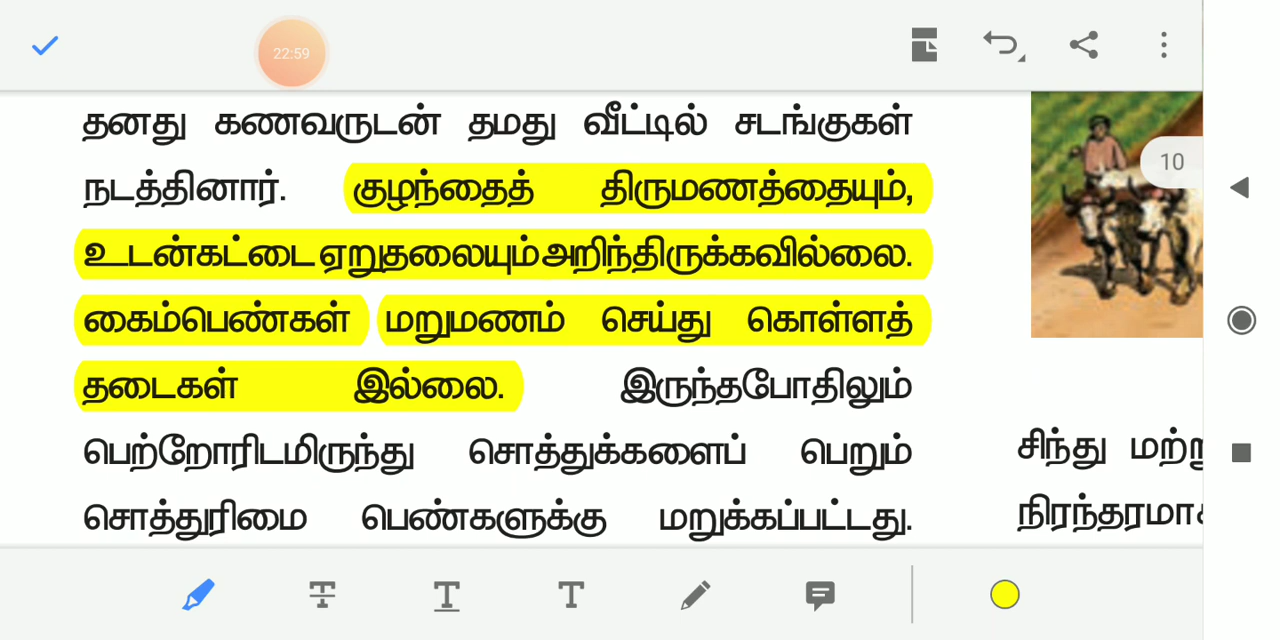 22:59
தனது கணவருடன் தமது வீட்டில் சடங்குகள்
நடத்தினார். குழந்தைத் திருமணத்தையும்,
உடன்கட்டை ஏறுதலையும் அறிந்திருக்கவில்லை.
கைம்பெண்கள் மறுமணம் செய்து கொள்ளத்
தடைகள் இல்லை. இருந்தபோதிலும்
பெற்றோரிடமிருந்து சொத்துக்களைப் பெறும்
சொத்துரிமை பெண்களுக்கு மறுக்கப்பட்டது.
10
சிந்து